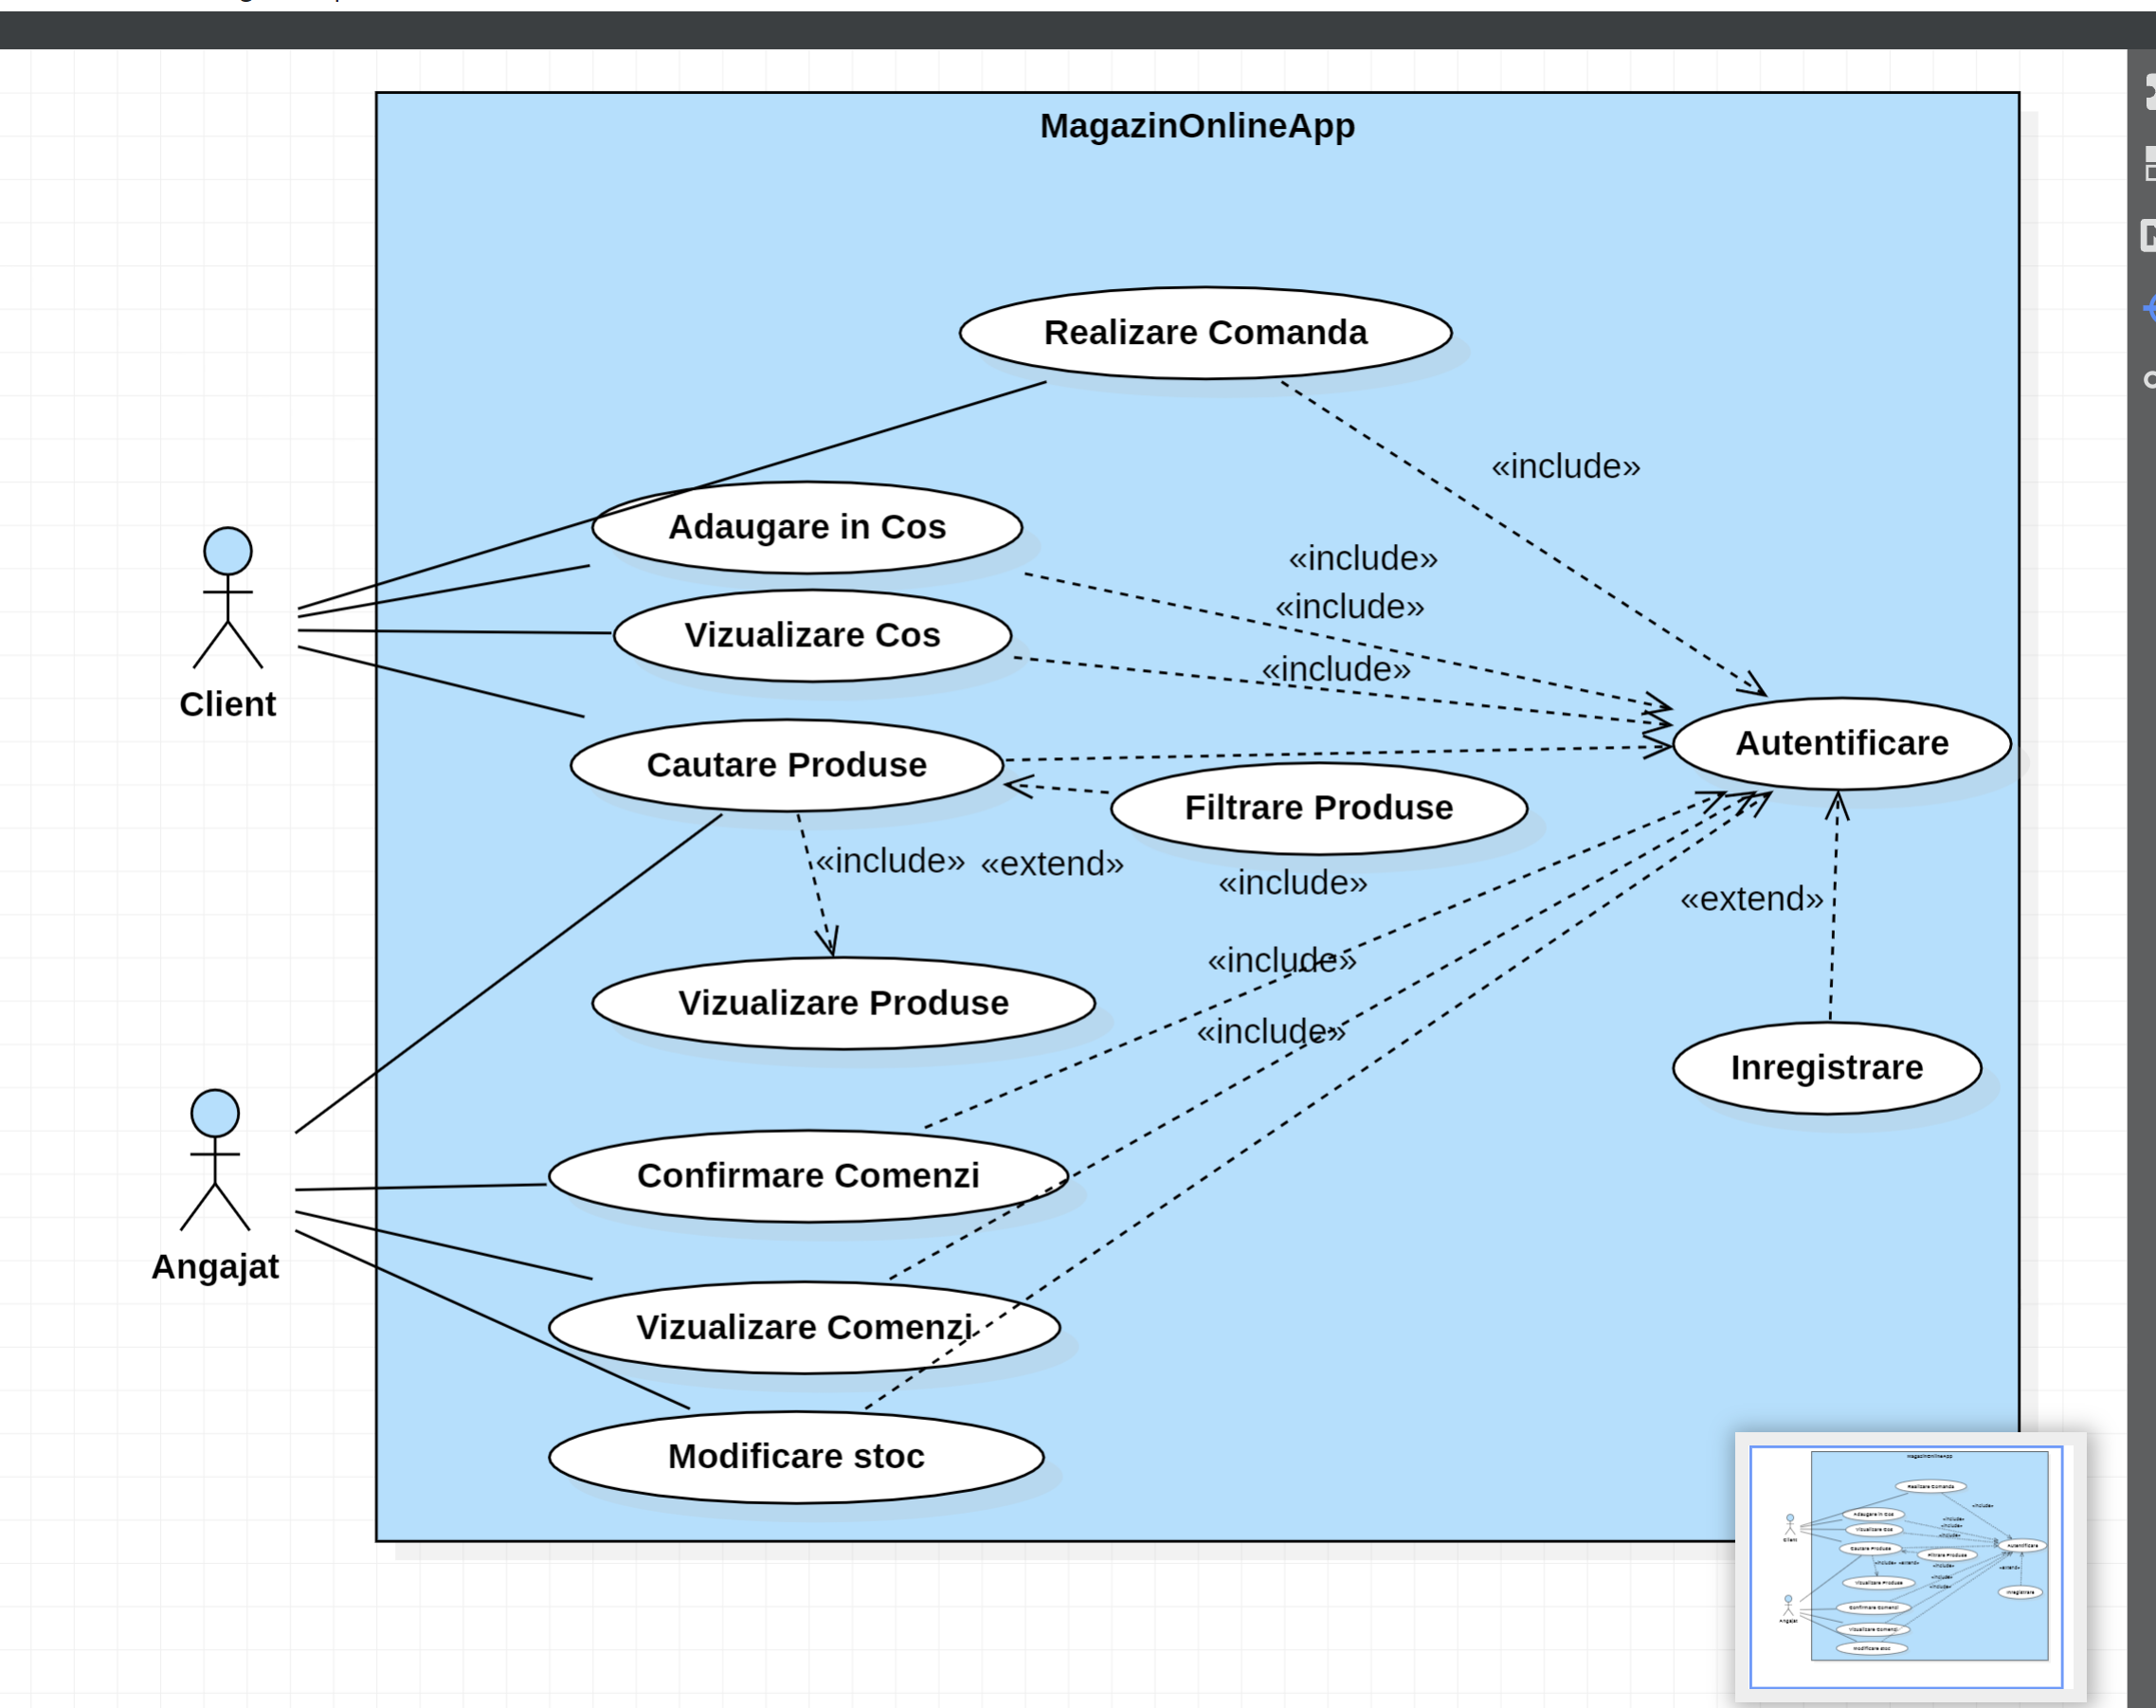 MagazinOnlineApp
Realizare Comanda
«include»
Adaugare in Cos
«include»
«include»
Vizualizare Cos
«include»
Client
Autentificare
Cautare Produse
Filtrare Produse
«include»
«extend»
«include»
«extend»
«include»
Vizualizare Produse
«include»
Inregistrare
Confirmare Comenzi
Angajat
Vizualizare Comenzi
Modificare stoc